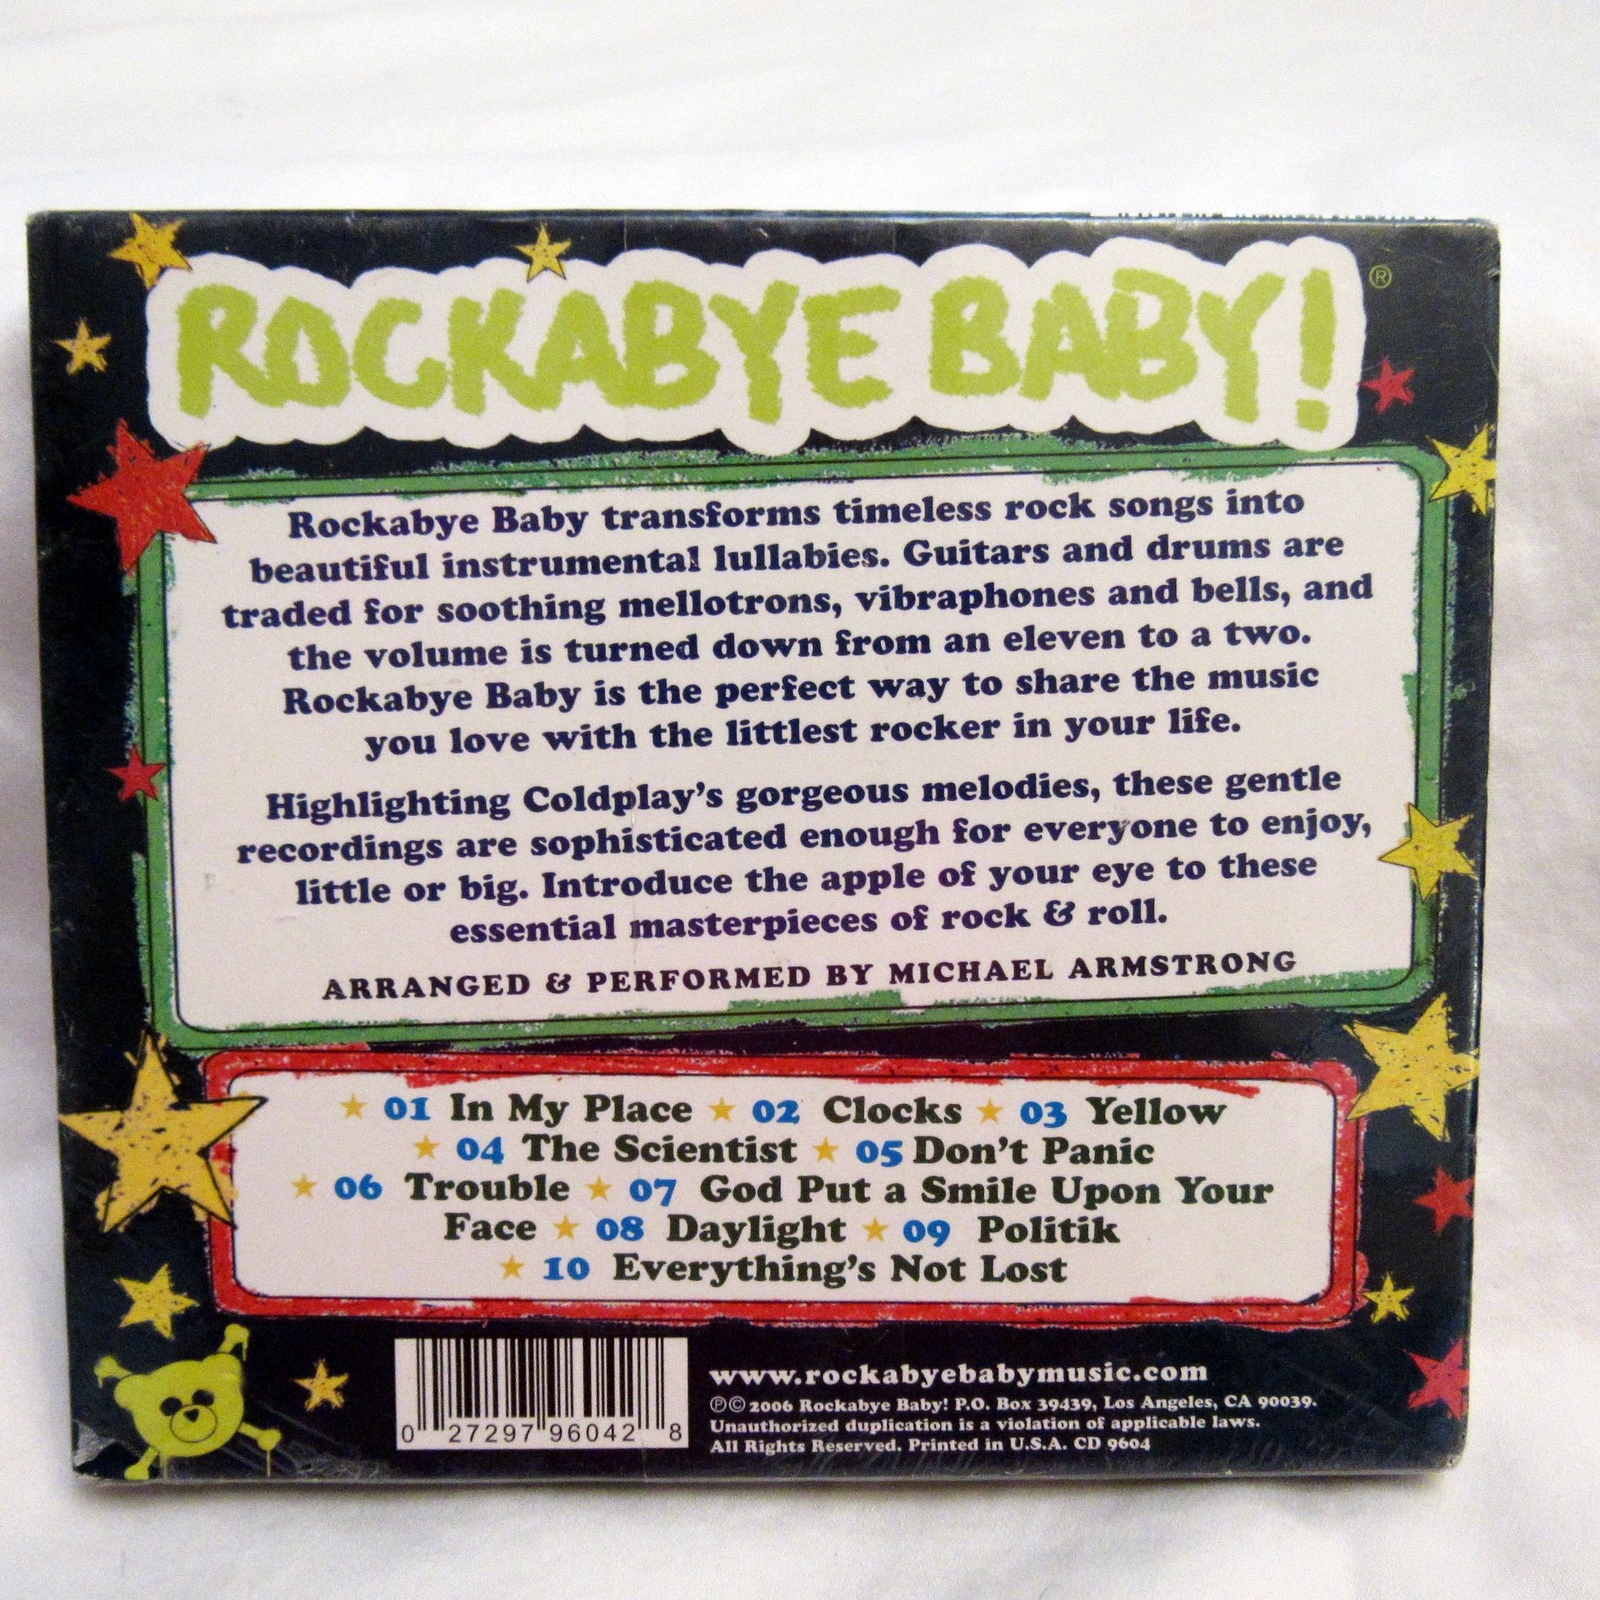 ROCKABYE BABY! ®
Rockabye Baby transforms timeless rock songs into
beautiful instrumental lullabies. Guitars and drums are
traded for soothing mellotrons, vibraphones and bells, and
the volume is turned down from an eleven to a two.
Rockabye Baby is the perfect way to share the music
you love with the littlest rocker in your life.
Highlighting Coldplay's gorgeous melodies, these gentle
recordings are sophisticated enough for everyone to enjoy,
little or big. Introduce the apple of your eye to these
essential masterpieces of rock & roll.
ARRANGED & PERFORMED BY MICHAEL ARMSTRONG
★ 01 In My Place ★ 02 Clocks ★ 03 Yellow
★ 04 The Scientist ★ 05 Don't Panic
★ 06 Trouble ★ 07 God Put a Smile Upon Your
Face ★ 08 Daylight ★ 09 Politik
★ 10 Everything's Not Lost
0 27297 96042 8
www.rockabyebabymusic.com
℗© 2006 Rockabye Baby! P.O. Box 39439, Los Angeles, CA 90039.
Unauthorized duplication is a violation of applicable laws.
All Rights Reserved. Printed in U.S.A. CD 9604